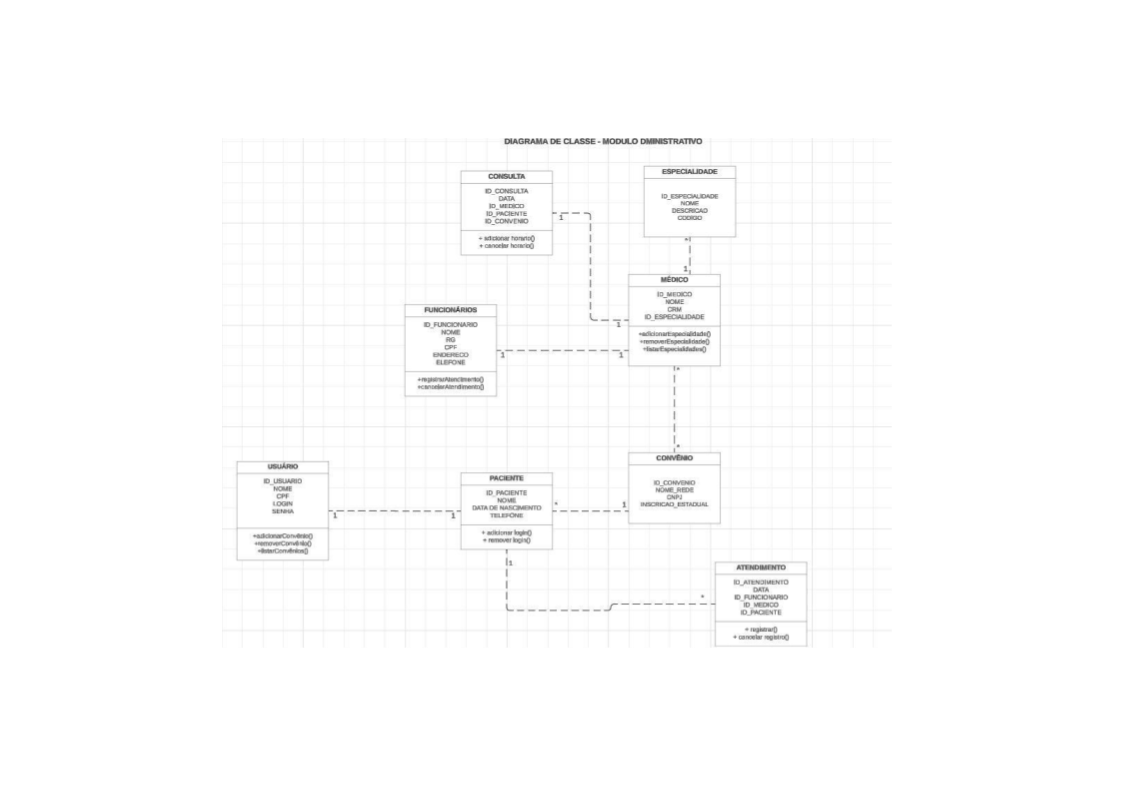 DIAGRAMA DE CLASSE - MODULO DMINISTRATIVO
CONSULTA
ID_CONSULTA
DATA
ID_MEDICO
ID_PACIENTE
ID_CONVENIO
+ adicionar horario()
+ cancelar horario()
1
ESPECIALIDADE
ID_ESPECIALIDADE
NOME
DESCRICAO
CODIGO
*
1
MÉDICO
ID_MEDICO
NOME
CRM
ID_ESPECIALIDADE
+adicionarEspecialidade()
+removerEspecialidade()
+listarEspecialidades()
1
1
*
FUNCIONÁRIOS
ID_FUNCIONARIO
NOME
RG
CPF
ENDERECO
ELEFONE
+registrarAtendimento()
+cancelarAtendimento()
1
*
CONVÊNIO
ID_CONVENIO
NOME_REDE
CNPJ
INSCRICAO_ESTADUAL
1
USUÁRIO
ID_USUARIO
NOME
CPF
LOGIN
SENHA
+adicionarConvênio()
+removerConvênio()
+listarConvênios()
1
1
PACIENTE
ID_PACIENTE
NOME
DATA DE NASCIMENTO
TELEFONE
+ adicionar login()
+ remover login()
*
1
ATENDIMENTO
ID_ATENDIMENTO
DATA
ID_FUNCIONARIO
ID_MEDICO
ID_PACIENTE
+ registrar()
+ cancelar registro()
*